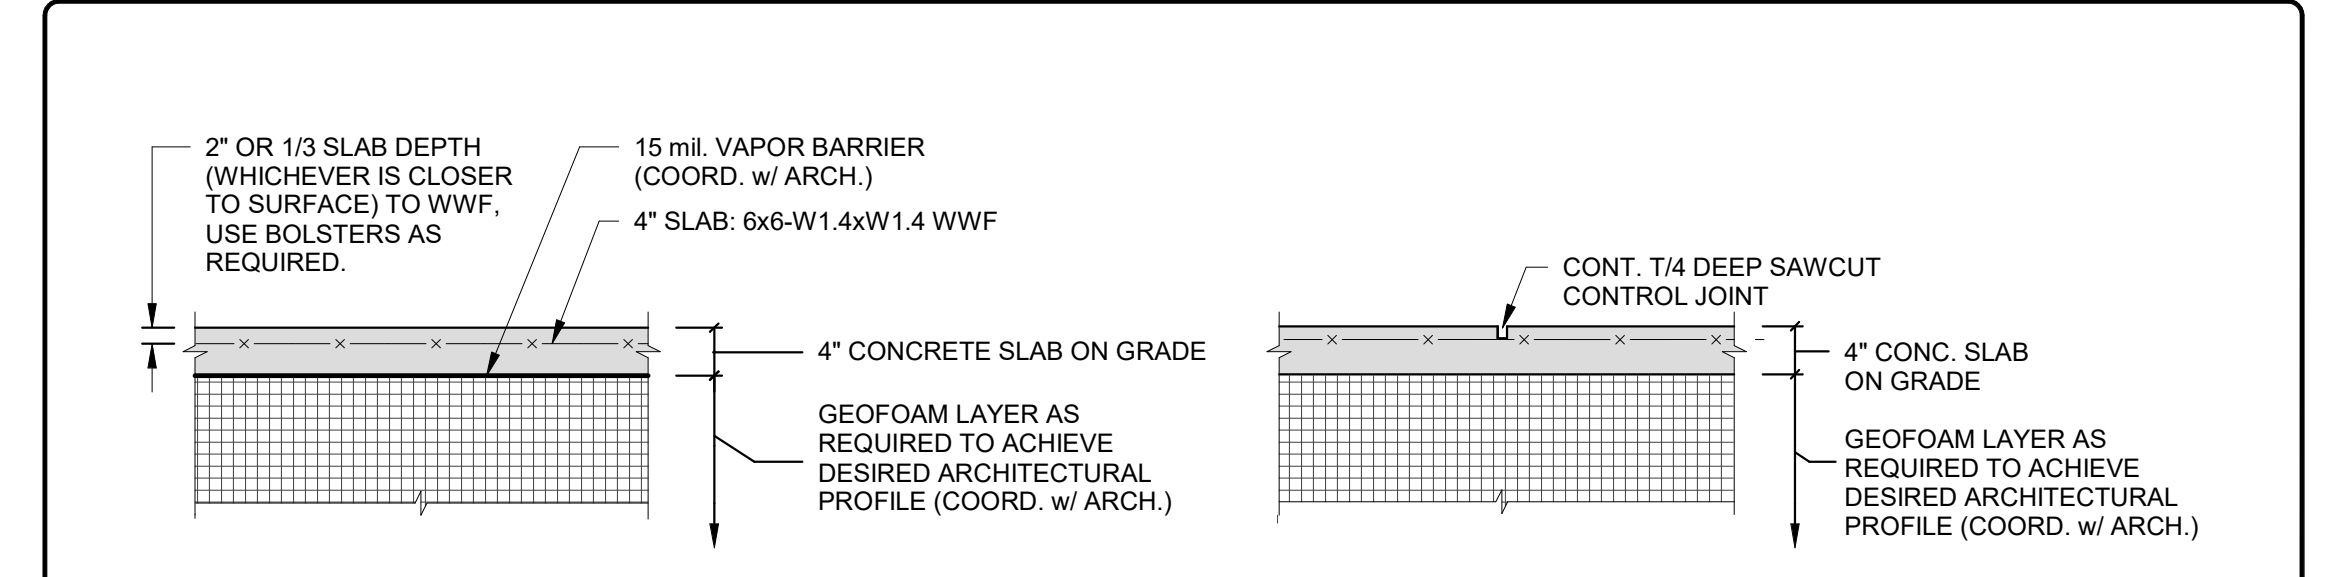 2" OR 1/3 SLAB DEPTH
(WHICHEVER IS CLOSER
TO SURFACE) TO WWF,
USE BOLSTERS AS
REQUIRED.
15 mil. VAPOR BARRIER
(COORD. w/ ARCH.)
4" SLAB: 6x6-W1.4xW1.4 WWF
4" CONCRETE SLAB ON GRADE
GEOFOAM LAYER AS
REQUIRED TO ACHIEVE
DESIRED ARCHITECTURAL
PROFILE (COORD. w/ ARCH.)
CONT. T/4 DEEP SAWCUT
CONTROL JOINT
4" CONC. SLAB
ON GRADE
GEOFOAM LAYER AS
REQUIRED TO ACHIEVE
DESIRED ARCHITECTURAL
PROFILE (COORD. w/ ARCH.)